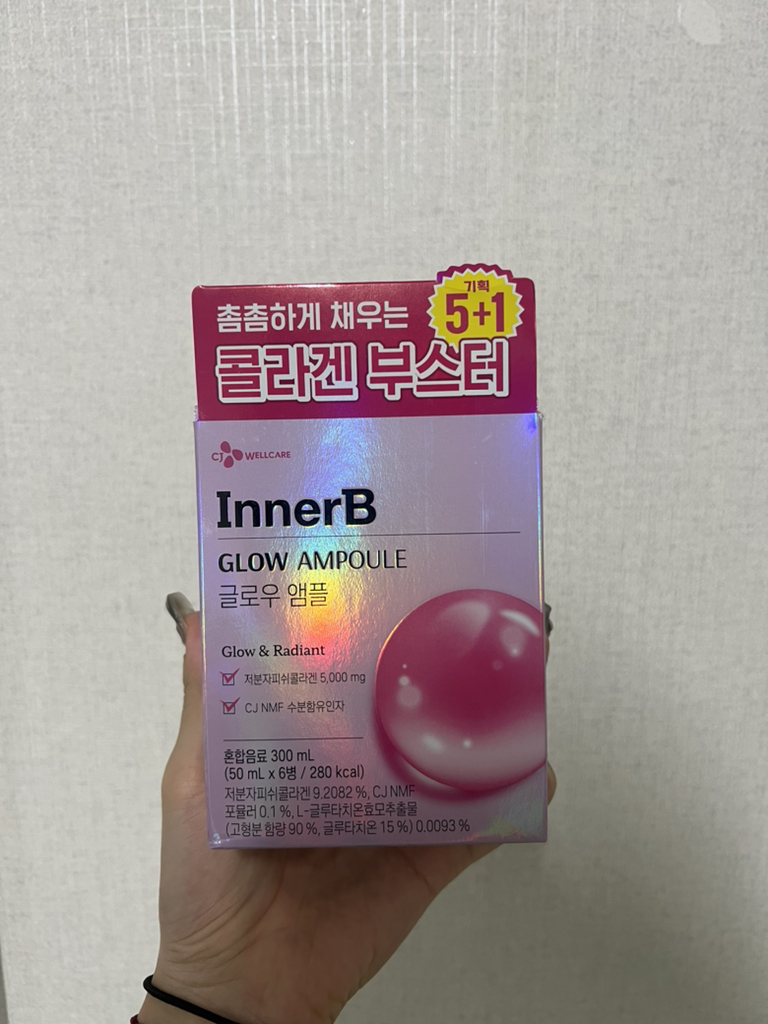 기획
5+1
촘촘하게 채우는
콜라겐 부스터
CJ WELLCARE
InnerB
GLOW AMPOULE
글로우 앰플
Glow & Radiant
저분자피쉬콜라겐 5,000 mg
CJ NMF 수분함유인자
혼합음료 300 mL
(50 mL x 6병 / 280 kcal)
저분자피쉬콜라겐 9.2082 %, CJ NMF
포뮬러 0.1 %, L-글루타치온효모추출물
(고형분 함량 90 %, 글루타치온 15 %) 0.0093 %